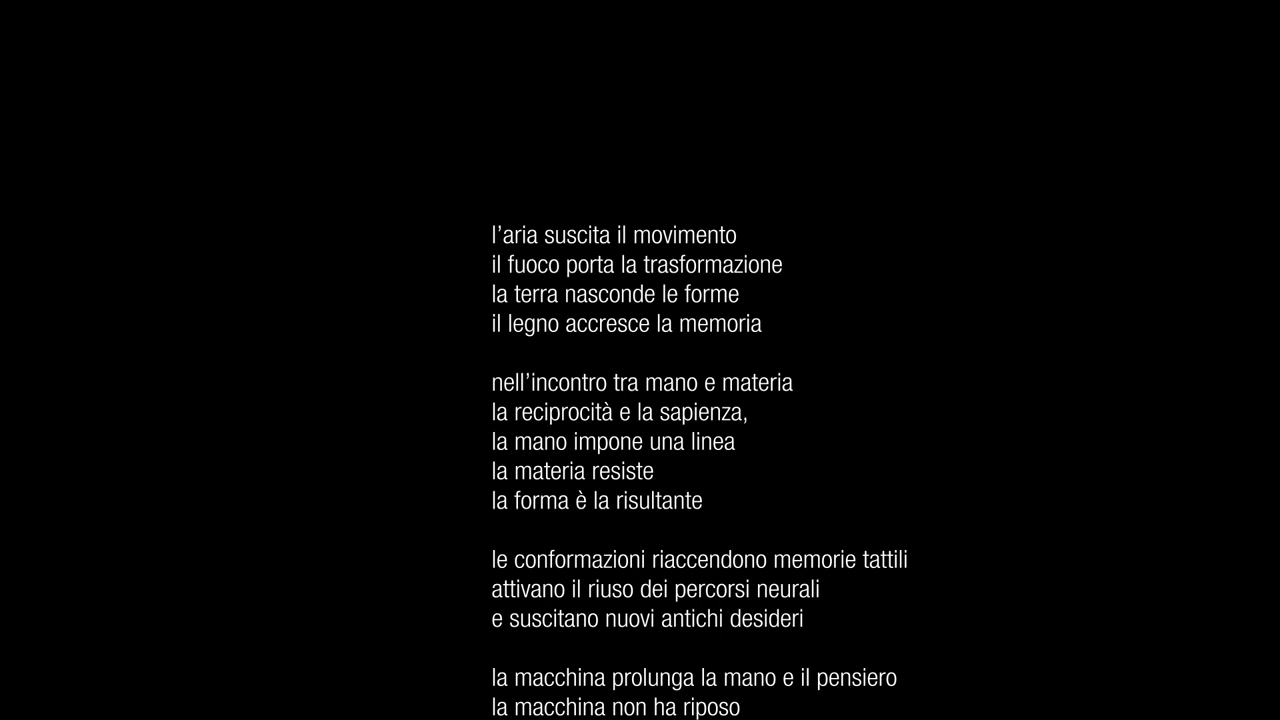 l’aria suscita il movimento
il fuoco porta la trasformazione
la terra nasconde le forme
il legno accresce la memoria
nell’incontro tra mano e materia
la reciprocità e la sapienza,
la mano impone una linea
la materia resiste
la forma è la risultante
le conformazioni riaccendono memorie tattili
attivano il riuso dei percorsi neurali
e suscitano nuovi antichi desideri
la macchina prolunga la mano e il pensiero
la macchina non ha riposo